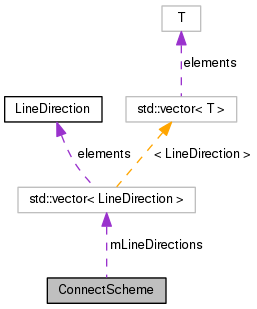 T
elements
LineDirection
std::vector< T >
elements
< LineDirection >
std::vector< LineDirection >
mLineDirections
ConnectScheme